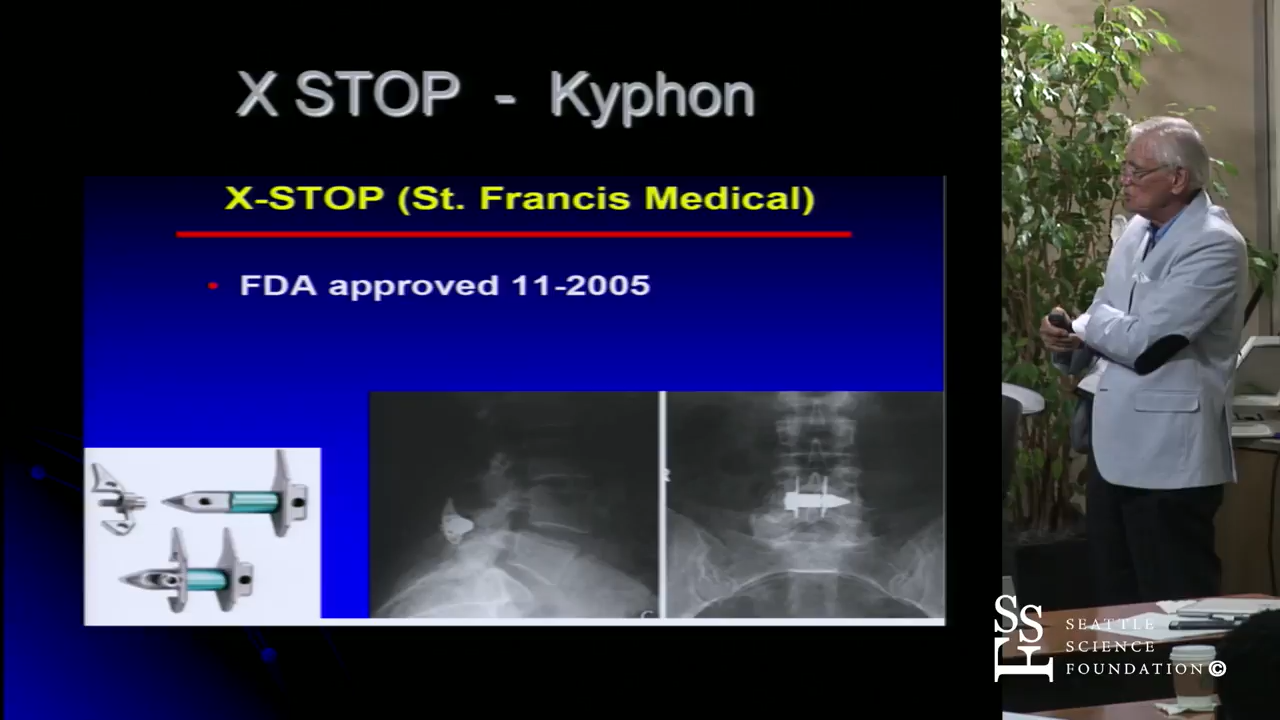 X STOP - Kyphon
X-STOP (St. Francis Medical)
• FDA approved 11-2005
SSF
SEATTLE
SCIENCE
FOUNDATION©